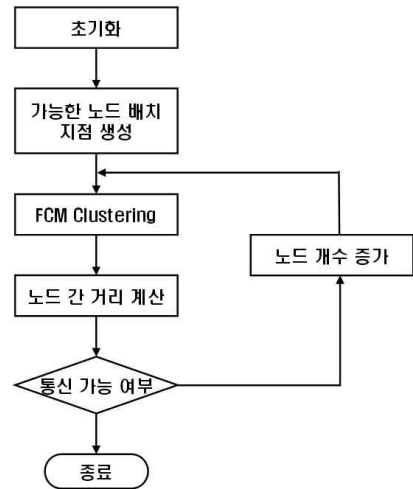 초기화
가능한 노드 배치
지점 생성
FCM Clustering
노드 개수 증가
노드 간 거리 계산
통신 가능 여부
종료